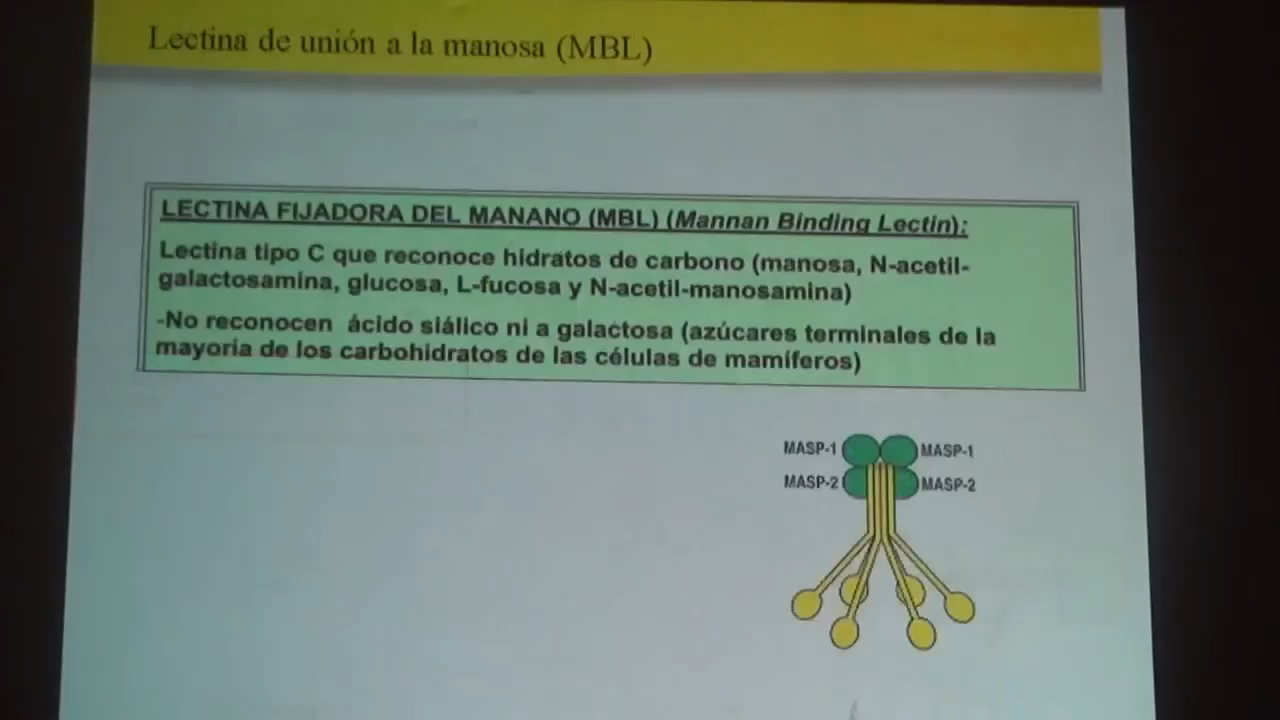 Lectina de unión a la manosa (MBL)
LECTINA FIJADORA DEL MANANO (MBL) (Mannan Binding Lectin):
Lectina tipo C que reconoce hidratos de carbono (manosa, N-acetil-
galactosamina, glucosa, L-fucosa y N-acetil-manosamina)
-No reconocen ácido siálico ni a galactosa (azúcares terminales de la
mayoría de los carbohidratos de las células de mamíferos)
MASP-1 MASP-1
MASP-2 MASP-2